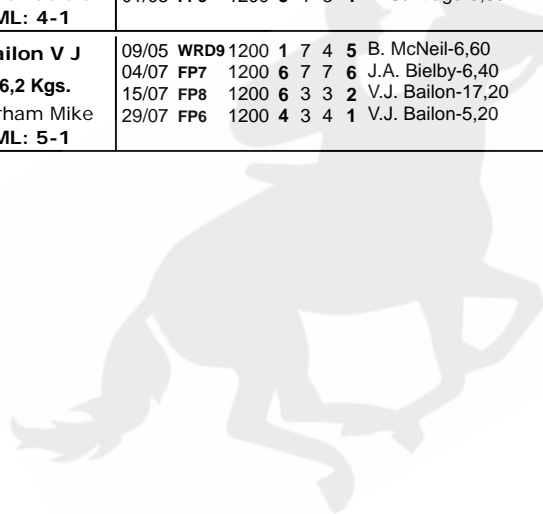 ML: 4-1
ailon V J
6,2 Kgs.
ham Mike
ML: 5-1
09/05 WRD9 1200 1 7 4 5 B. McNeil-6,60
04/07 FP7 1200 6 7 7 6 J.A. Bielby-6,40
15/07 FP8 1200 6 3 3 2 V.J. Bailon-17,20
29/07 FP6 1200 4 3 4 1 V.J. Bailon-5,20